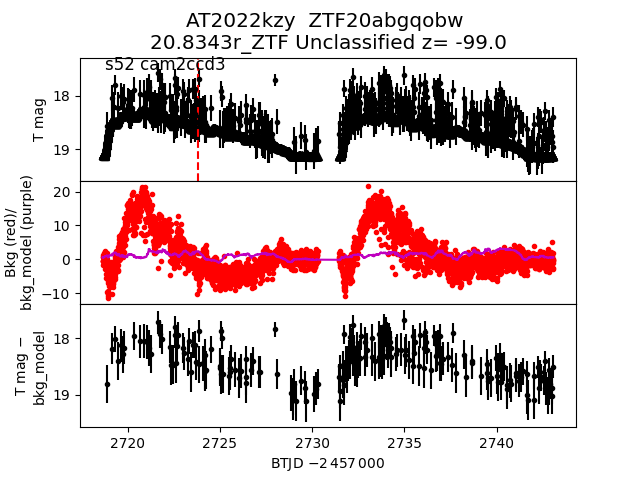 AT2022kzy  ZTF20abgqobw
20.8343r_ZTF Unclassified z= -99.0
s52 cam2ccd3
T mag
18
19
Bkg (red)/
bkg_model (purple)
20
10
0
−10
T mag −
bkg_model
18
19
2720 2725 2730 2735 2740
BTJD −2 457 000